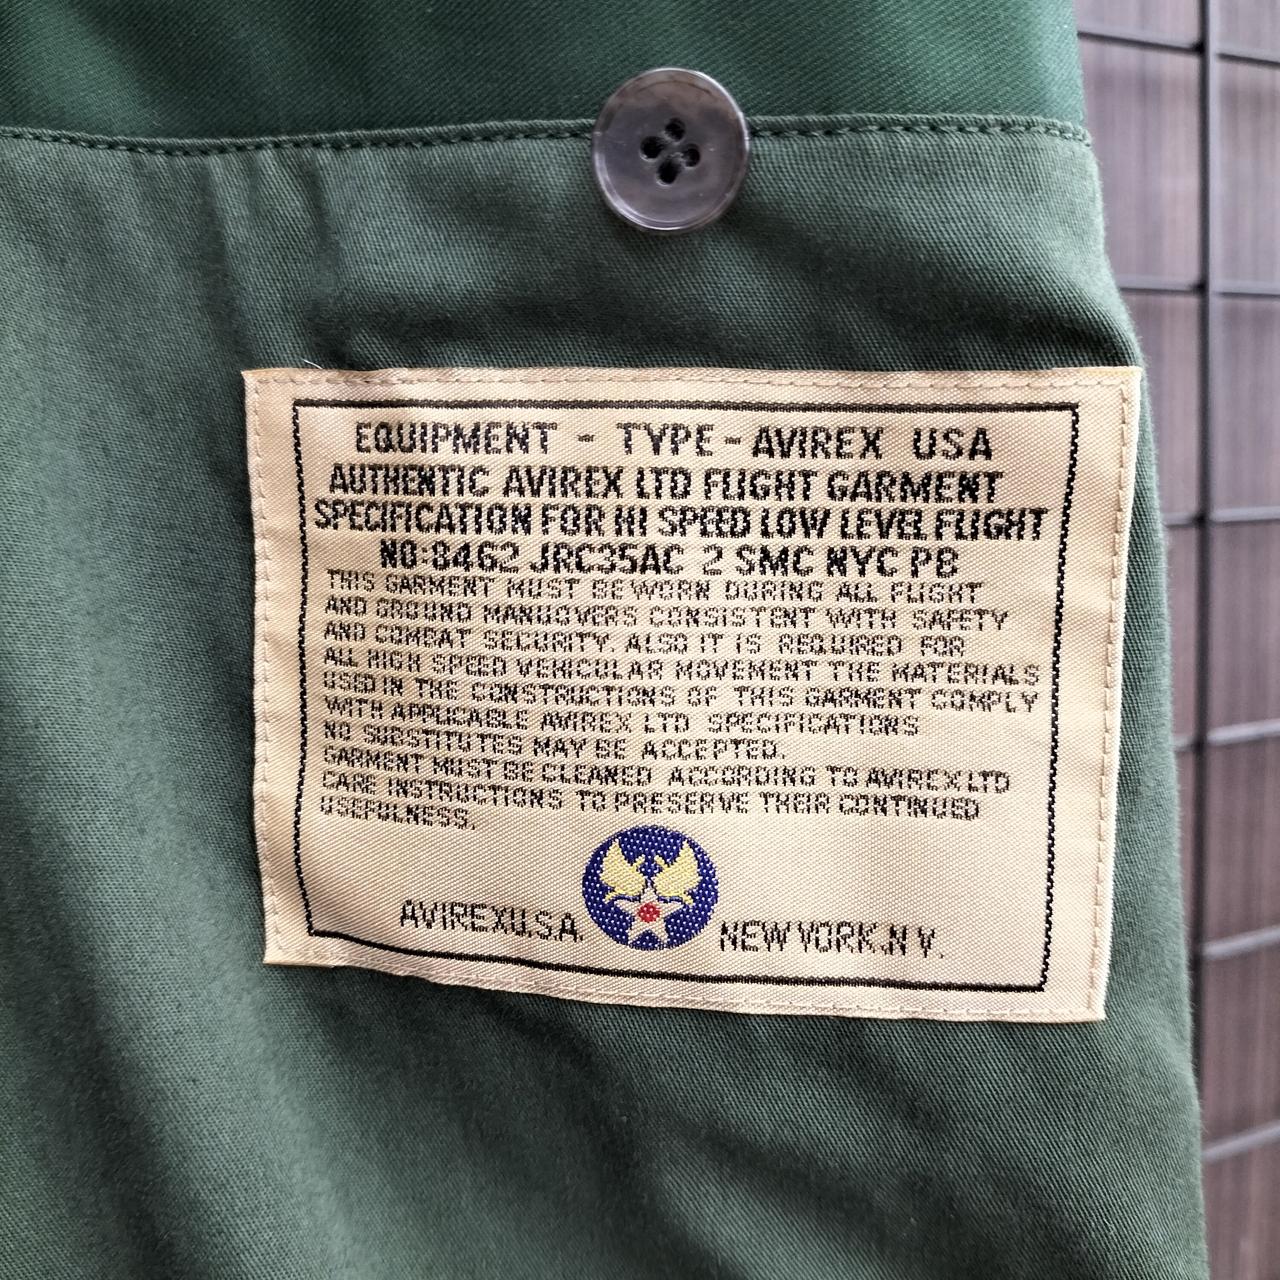 EQUIPMENT - TYPE - AVIREX USA
AUTHENTIC AVIREX LTD FLIGHT GARMENT
SPECIFICATION FOR HI SPEED LOW LEVEL FLIGHT
NO:8462 JRC35AC 2 SMC NYC PB
THIS GARMENT MUST BE WORN DURING ALL FLIGHT
AND GROUND MANUOVERS CONSISTENT WITH SAFETY
AND COMBAT SECURITY. ALSO IT IS REQUIRED FOR
ALL HIGH SPEED VEHICULAR MOVEMENT THE MATERIALS
USED IN THE CONSTRUCTIONS OF THIS GARMENT COMPLY
WITH APPLICABLE AVIREX LTD SPECIFICATIONS
NO SUBSTITUTES MAY BE ACCEPTED.
GARMENT MUST BE CLEANED ACCORDING TO AVIREX LTD
CARE INSTRUCTIONS TO PRESERVE THEIR CONTINUED
USEFULNESS.
AVIREX U.S.A. NEW YORK.N Y.